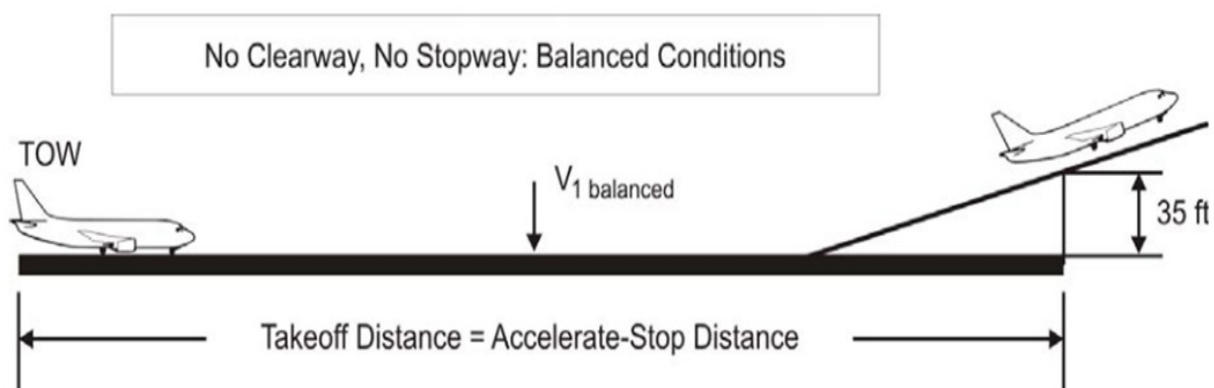 No Clearway, No Stopway: Balanced Conditions
TOW
V1 balanced
35 ft
Takeoff Distance = Accelerate-Stop Distance